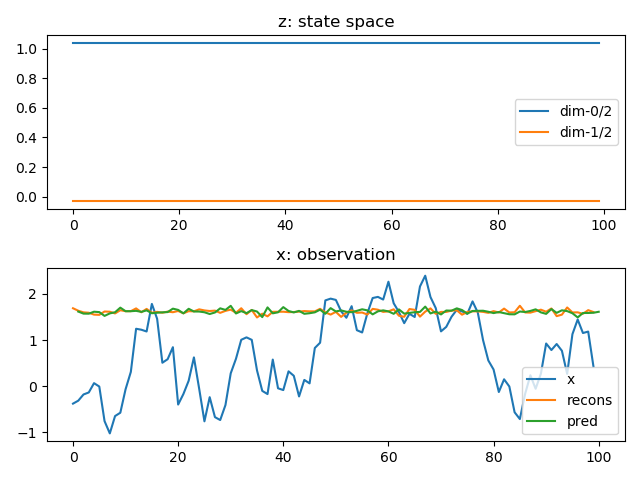 z: state space
1.0
0.8
0.6
0.4
0.2
0.0
dim-0/2
dim-1/2
0 20 40 60 80 100
x: observation
2
1
0
−1
x
recons
pred
0 20 40 60 80 100